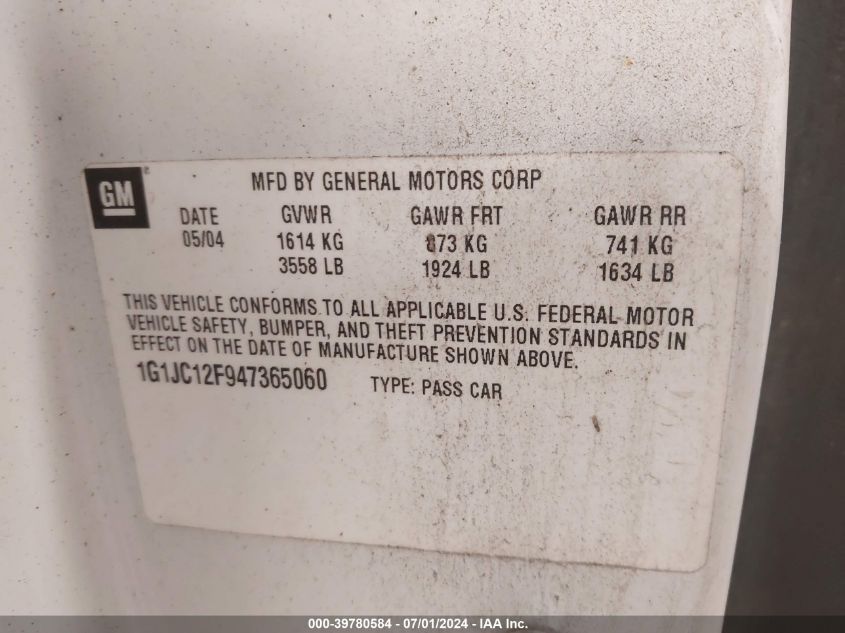 GM
MFD BY GENERAL MOTORS CORP
DATE GVWR GAWR FRT GAWR RR
05/04 1614 KG 873 KG 741 KG
3558 LB 1924 LB 1634 LB
THIS VEHICLE CONFORMS TO ALL APPLICABLE U.S. FEDERAL MOTOR
VEHICLE SAFETY, BUMPER, AND THEFT PREVENTION STANDARDS IN
EFFECT ON THE DATE OF MANUFACTURE SHOWN ABOVE.
1G1JC12F947365060 TYPE: PASS CAR
000-39780584 - 07/01/2024 - IAA Inc.